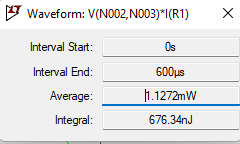 Waveform: V(N002,N003)*I(R1)
Interval Start: 0s
Interval End: 600µs
Average: 1.1272mW
Integral: 676.34nJ